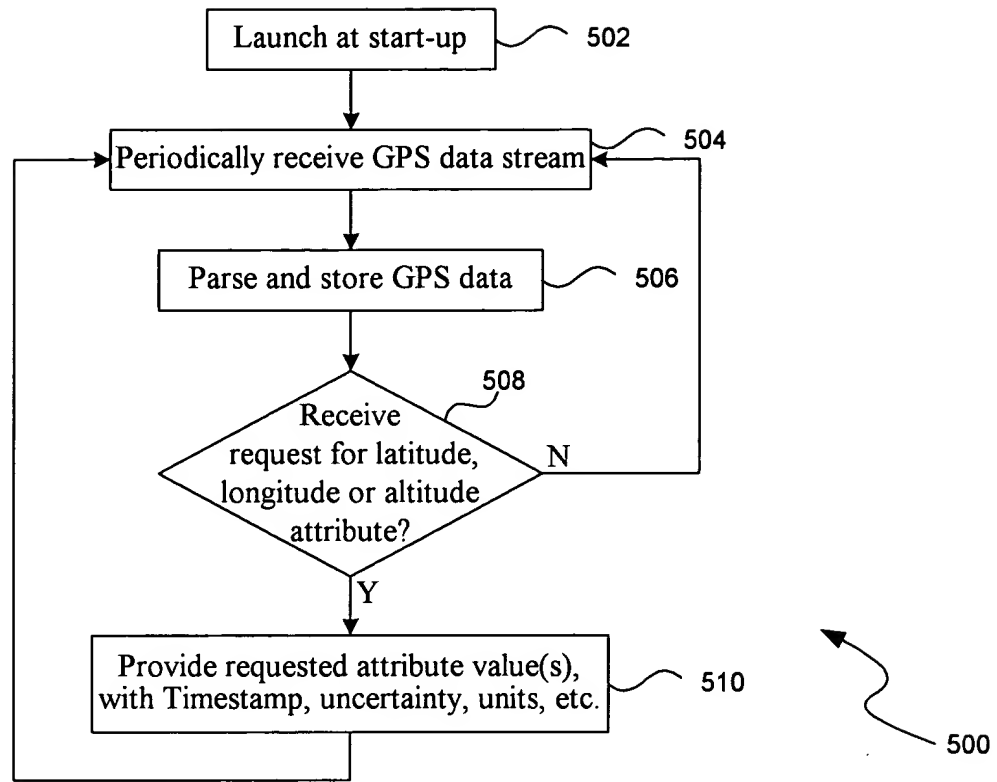 Launch at start-up
502
504
Periodically receive GPS data stream
Parse and store GPS data
506
508
Receive
request for latitude,
longitude or altitude
attribute?
N
Y
Provide requested attribute value(s),
with Timestamp, uncertainty, units, etc.
510
500